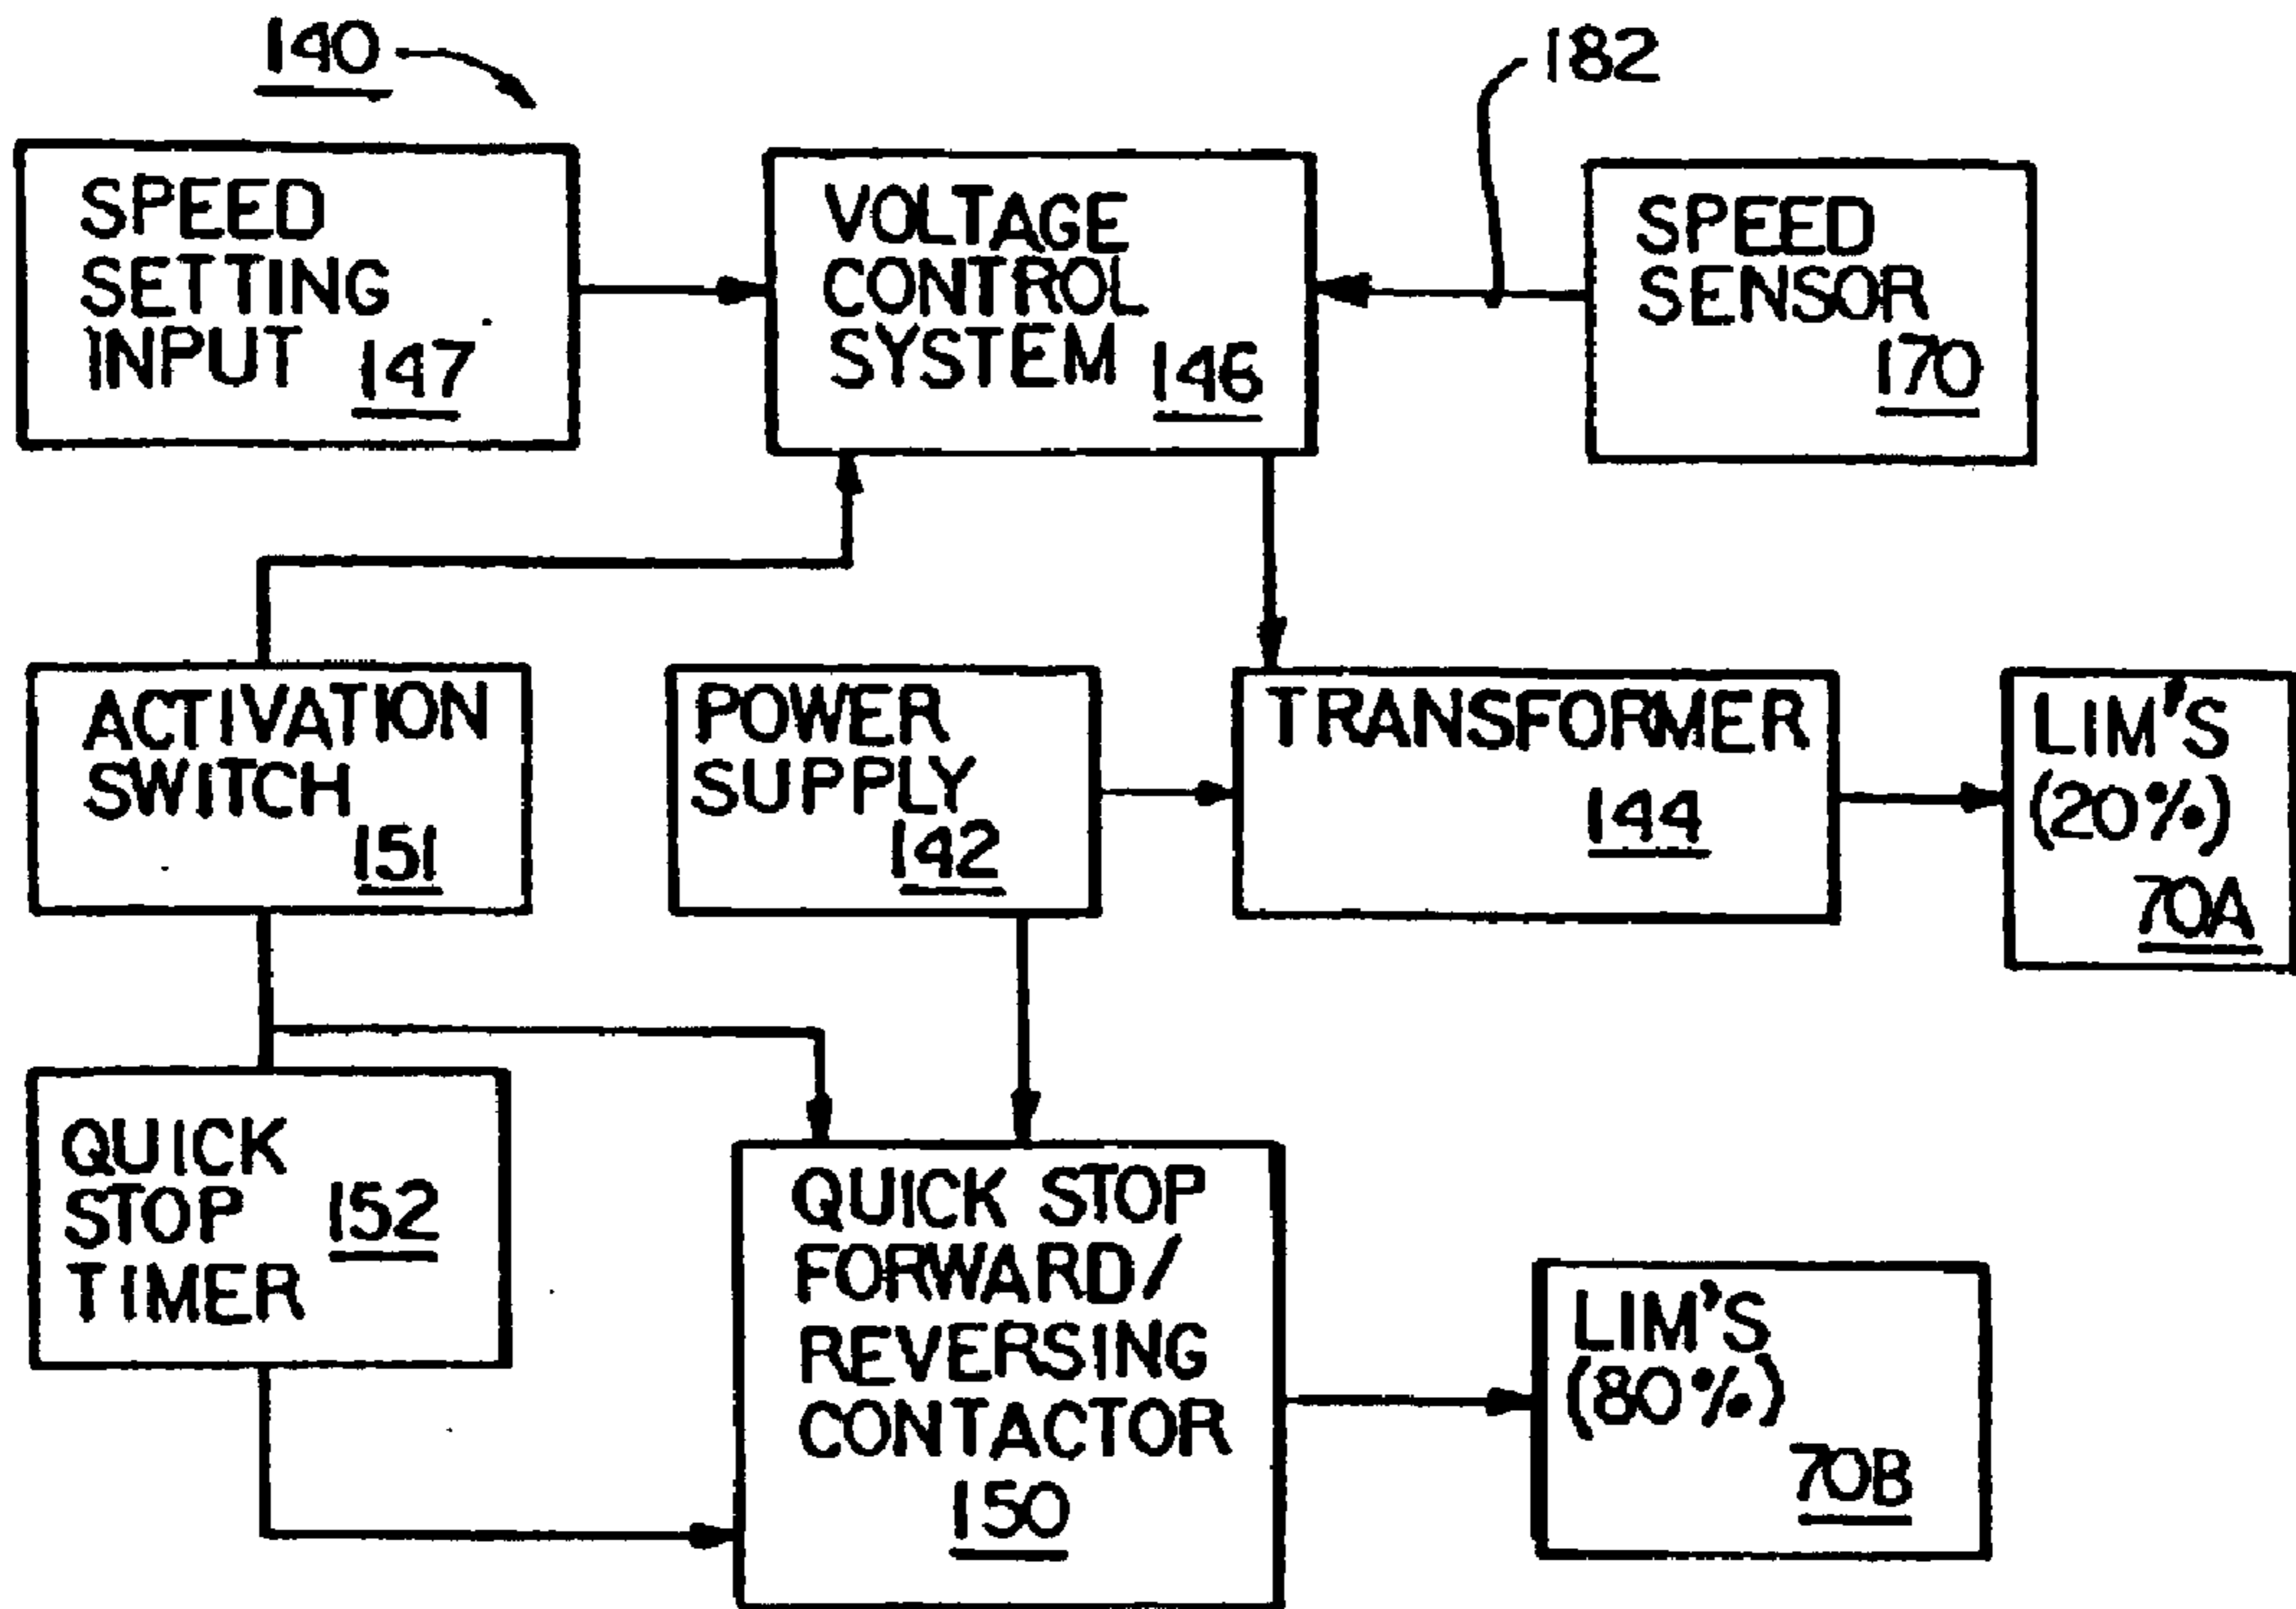 140
182
SPEED
SETTING
INPUT 147
VOLTAGE
CONTROL
SYSTEM 146
SPEED
SENSOR
170
ACTIVATION
SWITCH
151
POWER
SUPPLY
142
TRANSFORMER
144
LIM'S
(20%)
70A
QUICK
STOP 152
TIMER
QUICK STOP
FORWARD/
REVERSING
CONTACTOR
150
LIM'S
(80%)
70B